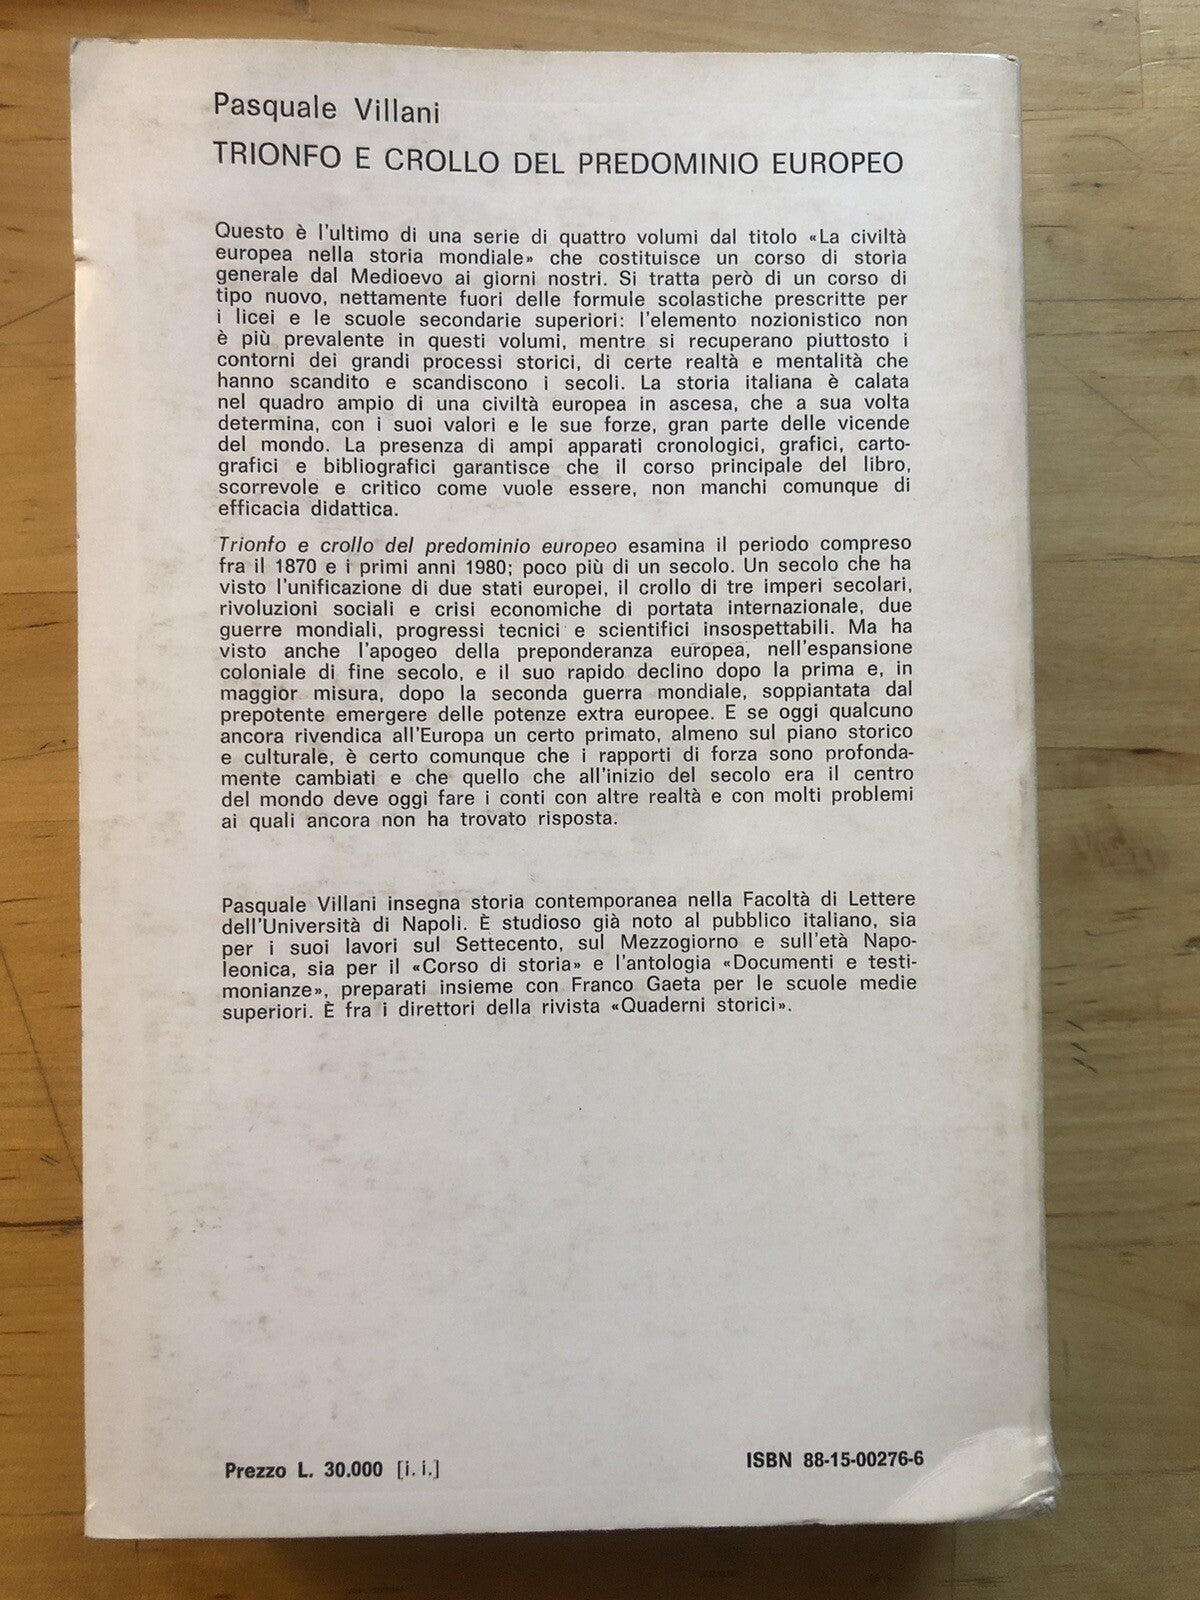 Pasquale Villani
TRIONFO E CROLLO DEL PREDOMINIO EUROPEO
Questo è l'ultimo di una serie di quattro volumi dal titolo «La civiltà
europea nella storia mondiale» che costituisce un corso di storia
generale dal Medioevo ai giorni nostri. Si tratta però di un corso di
tipo nuovo, nettamente fuori delle formule scolastiche prescritte per
i licei e le scuole secondarie superiori: l'elemento nozionistico non
è più prevalente in questi volumi, mentre si recuperano piuttosto i
contorni dei grandi processi storici, di certe realtà e mentalità che
hanno scandito e scandiscono i secoli. La storia italiana è calata
nel quadro ampio di una civiltà europea in ascesa, che a sua volta
determina, con i suoi valori e le sue forze, gran parte delle vicende
del mondo. La presenza di ampi apparati cronologici, grafici, carto-
grafici e bibliografici garantisce che il corso principale del libro,
scorrevole e critico come vuole essere, non manchi comunque di
efficacia didattica.
Trionfo e crollo del predominio europeo esamina il periodo compreso
fra il 1870 e i primi anni 1980; poco più di un secolo. Un secolo che ha
visto l'unificazione di due stati europei, il crollo di tre imperi secolari,
rivoluzioni sociali e crisi economiche di portata internazionale, due
guerre mondiali, progressi tecnici e scientifici insospettabili. Ma ha
visto anche l'apogeo della preponderanza europea, nell'espansione
coloniale di fine secolo, e il suo rapido declino dopo la prima e, in
maggior misura, dopo la seconda guerra mondiale, soppiantata dal
prepotente emergere delle potenze extra europee. E se oggi qualcuno
ancora rivendica all'Europa un certo primato, almeno sul piano storico
e culturale, è certo comunque che i rapporti di forza sono profonda-
mente cambiati e che quello che all'inizio del secolo era il centro
del mondo deve oggi fare i conti con altre realtà e con molti problemi
ai quali ancora non ha trovato risposta.
Pasquale Villani insegna storia contemporanea nella Facoltà di Lettere
dell'Università di Napoli. È studioso già noto al pubblico italiano, sia
per i suoi lavori sul Settecento, sul Mezzogiorno e sull'età Napo-
leonica, sia per il «Corso di storia» e l'antologia «Documenti e testi-
monianze», preparati insieme con Franco Gaeta per le scuole medie
superiori. È fra i direttori della rivista «Quaderni storici».
Prezzo L. 30.000 [i. i.]
ISBN 88-15-00276-6